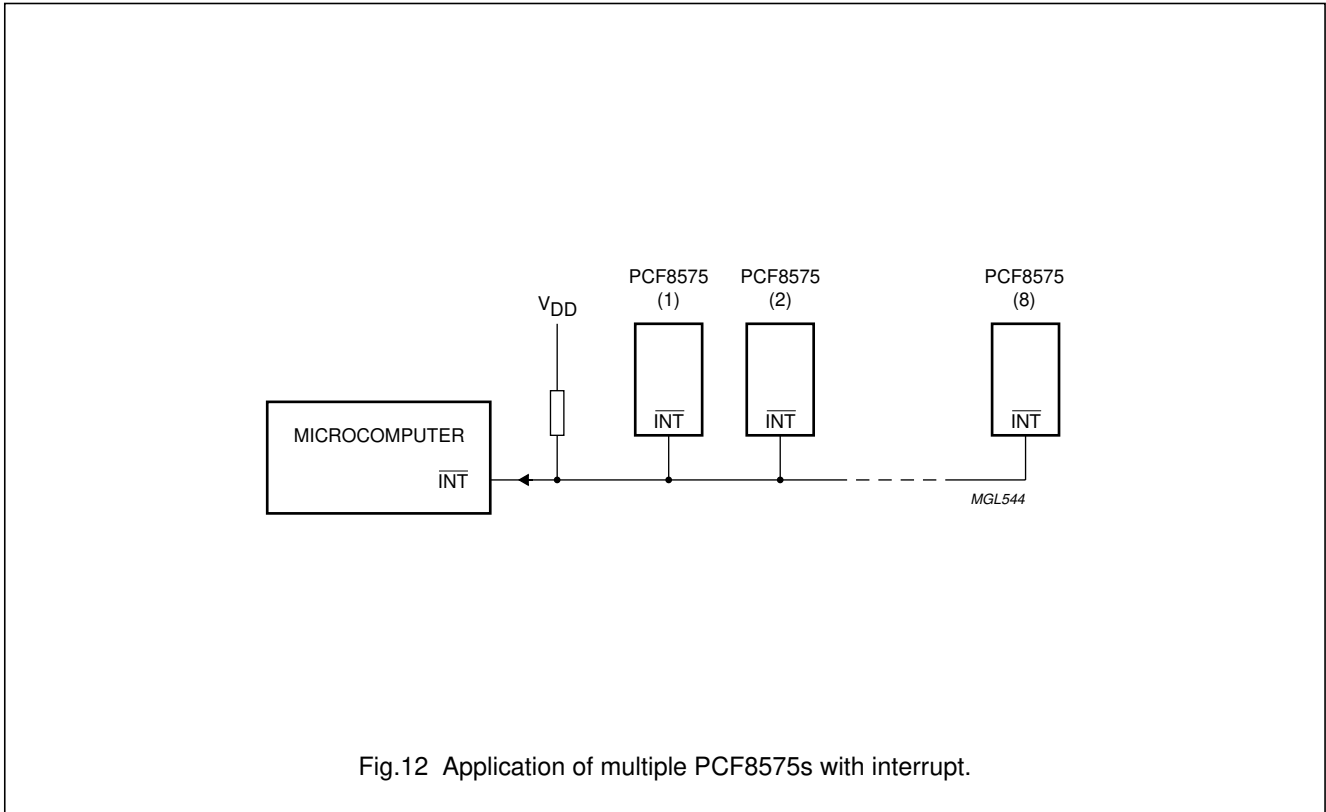 PCF8575
(1)
PCF8575
(2)
PCF8575
(8)
VDD
INT
INT
INT
MICROCOMPUTER
INT
MGL544
Fig.12 Application of multiple PCF8575s with interrupt.